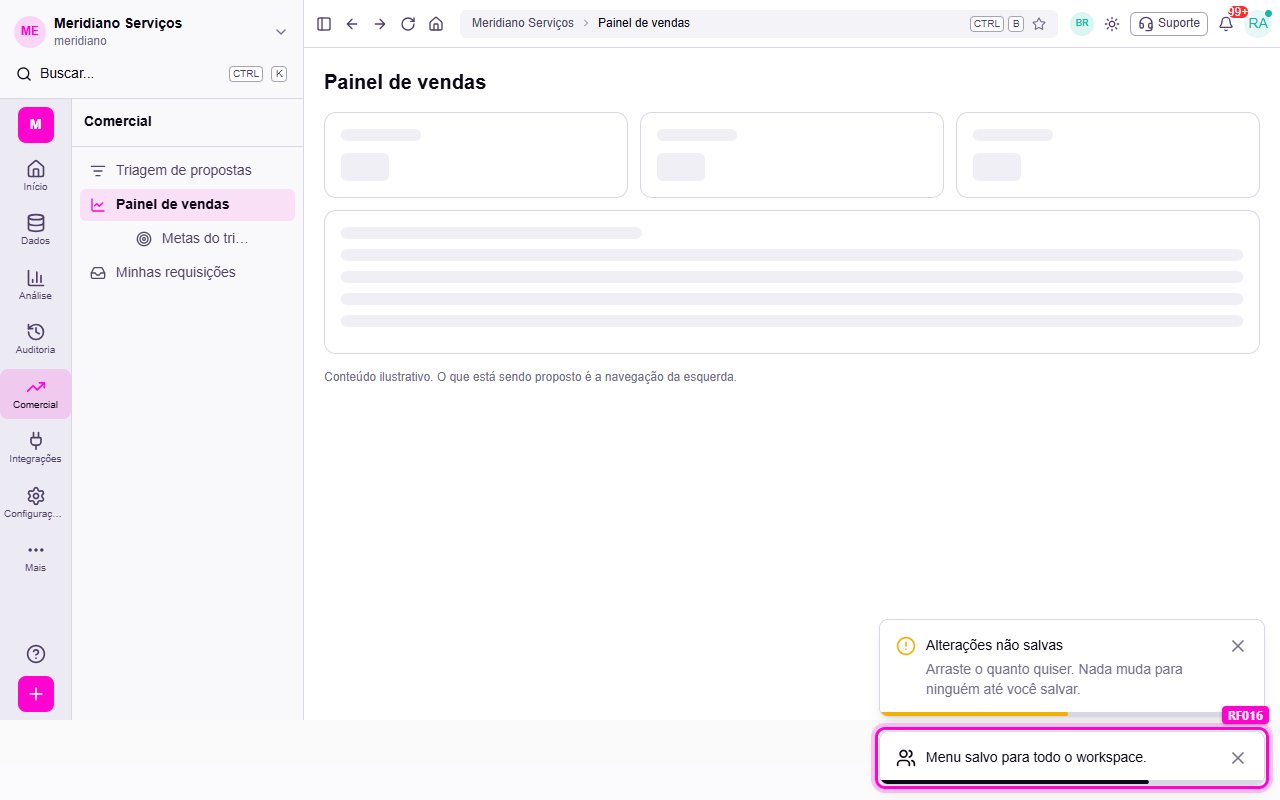 ME
Meridiano Serviços
meridiano
Buscar...
CTRL
K
M
Início
Dados
Análise
Auditoria
Comercial
Integrações
Configuraç...
Mais
Comercial
Triagem de propostas
Painel de vendas
Metas do tri...
Minhas requisições
Meridiano Serviços
Painel de vendas
CTRL
B
BR
Suporte
99+
RA
Painel de vendas
Conteúdo ilustrativo. O que está sendo proposto é a navegação da esquerda.
Alterações não salvas
Arraste o quanto quiser. Nada muda para
ninguém até você salvar.
RF016
Menu salvo para todo o workspace.